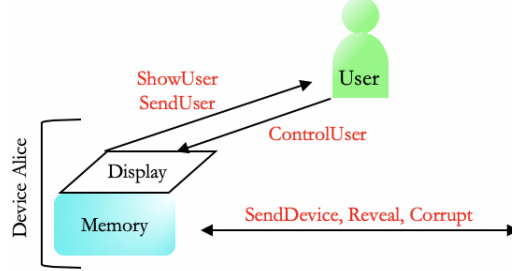 ShowUser
SendUser
User
ControlUser
Device Alice
Display
Memory
SendDevice, Reveal, Corrupt